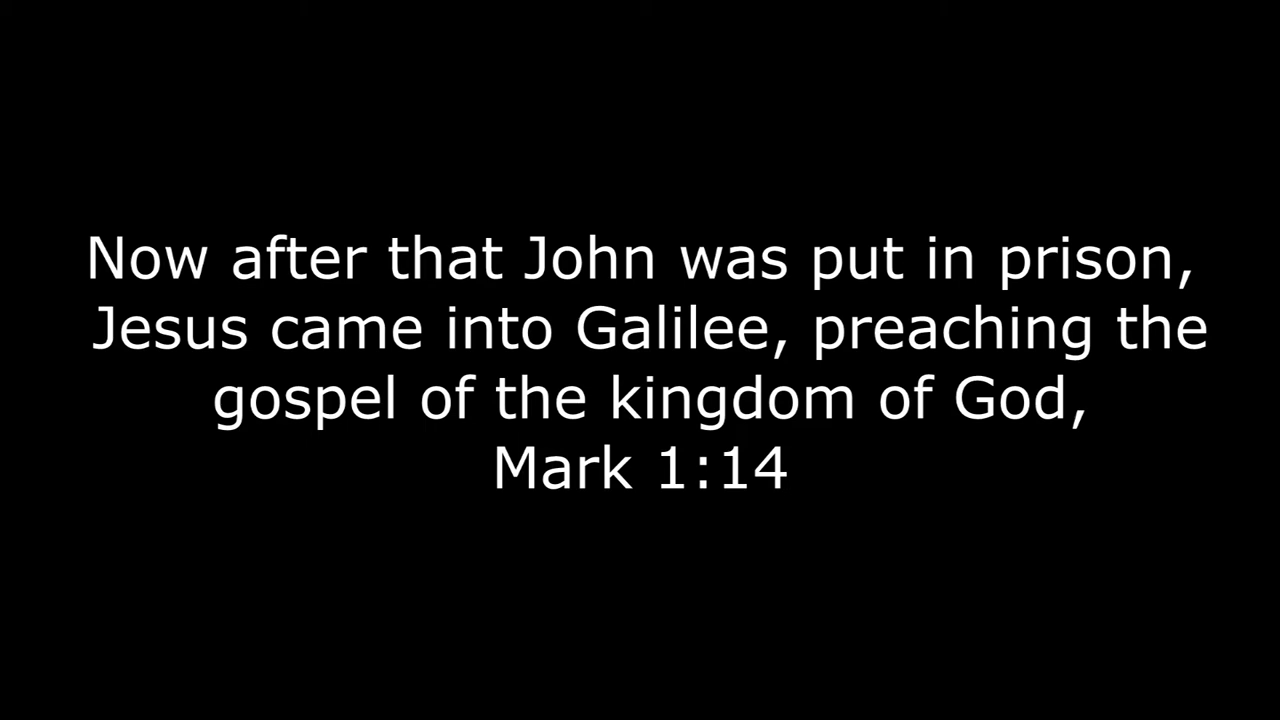 Now after that John was put in prison,
Jesus came into Galilee, preaching the
gospel of the kingdom of God,
Mark 1:14